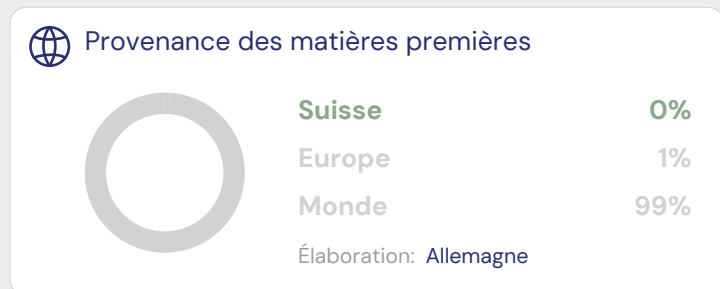 Provenance des matières premières
Suisse 0%
Europe 1%
Monde 99%
Élaboration: Allemagne